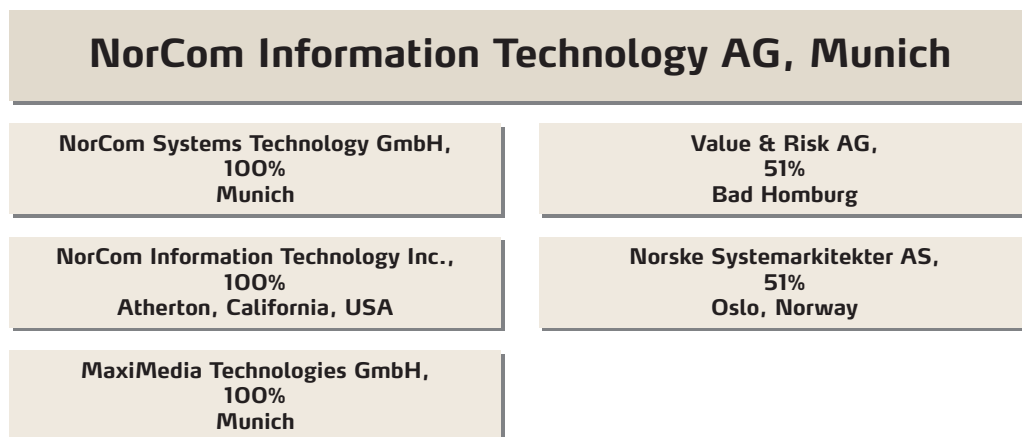 NorCom Information Technology AG, Munich
NorCom Systems Technology GmbH,
100%
Munich
Value & Risk AG,
51%
Bad Homburg
NorCom Information Technology Inc.,
100%
Atherton, California, USA
Norske Systemarkitekter AS,
51%
Oslo, Norway
MaxiMedia Technologies GmbH,
100%
Munich